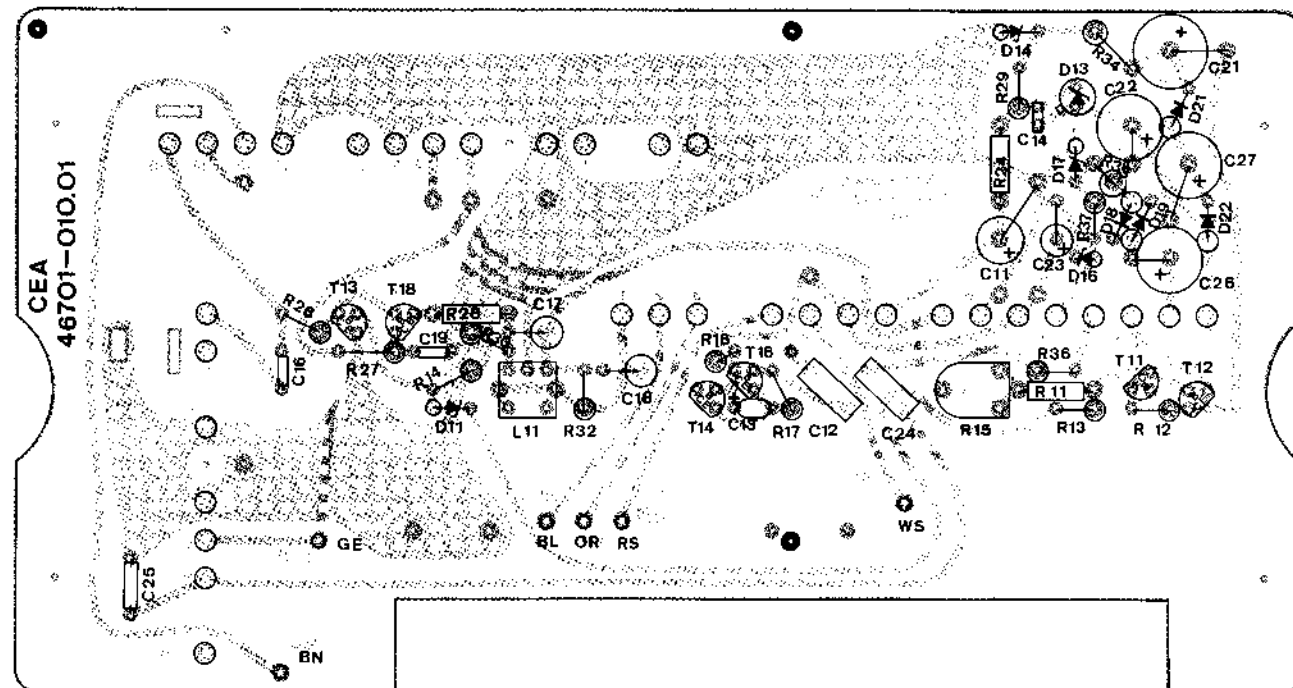 CEA
46701-010.01
D14
R34
C21
R29
D13
C22
D21
C14
R24
D17
C27
R37
D18
D19
D22
C11
C23
D16
C26
T13
T18
R28
R26
C17
C19
C16
R27
R14
D11
L11
R32
C18
R18
T16
T14
C13
R17
C12
C24
R15
R36
R11
R13
T11
T12
R 12
GE
BL OR RS
WS
C25
BN